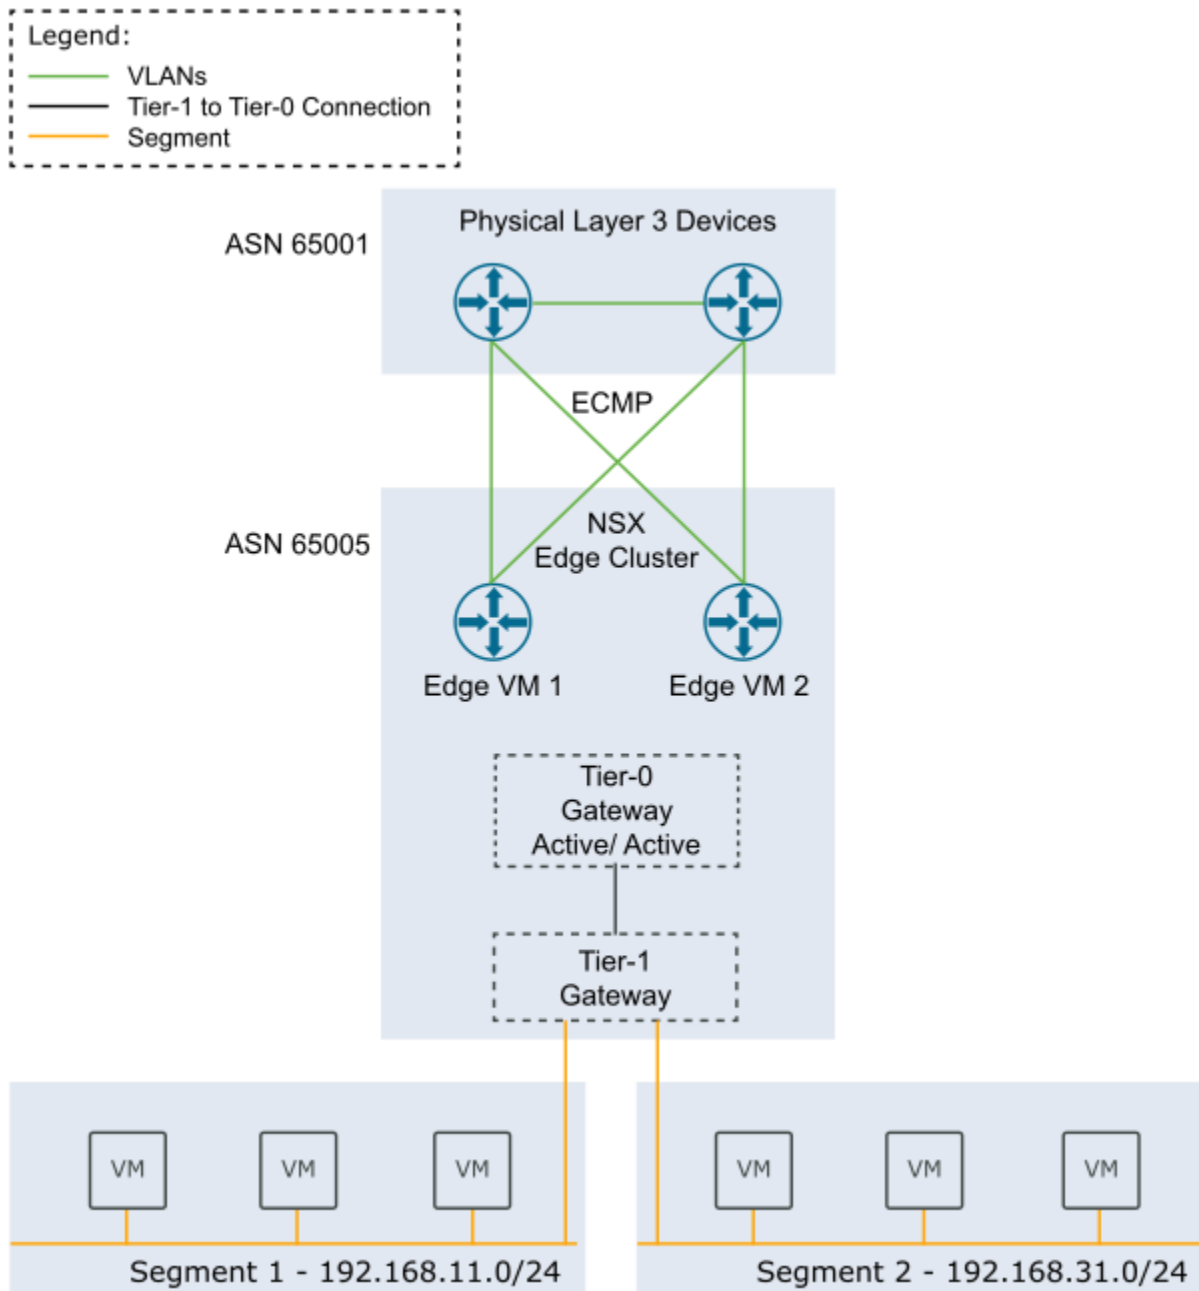 Legend:
VLANs
Tier-1 to Tier-0 Connection
Segment
Physical Layer 3 Devices
ASN 65001
ECMP
NSX
Edge Cluster
ASN 65005
Edge VM 1
Edge VM 2
Tier-0
Gateway
Active/ Active
Tier-1
Gateway
VM
VM
VM
VM
VM
VM
Segment 1 - 192.168.11.0/24
Segment 2 - 192.168.31.0/24